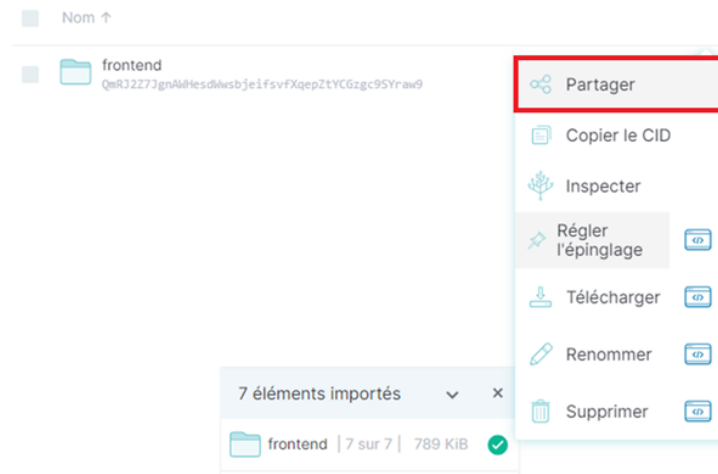 Nom ↑
frontend
QmRJ2Z7JgnAWHesdWwsbjeifsvfXqepZtYCGzgc9SYraw9
Partager
Copier le CID
Inspecter
Régler
l'épinglage
Télécharger
Renommer
Supprimer
7 éléments importés
frontend | 7 sur 7 | 789 KiB